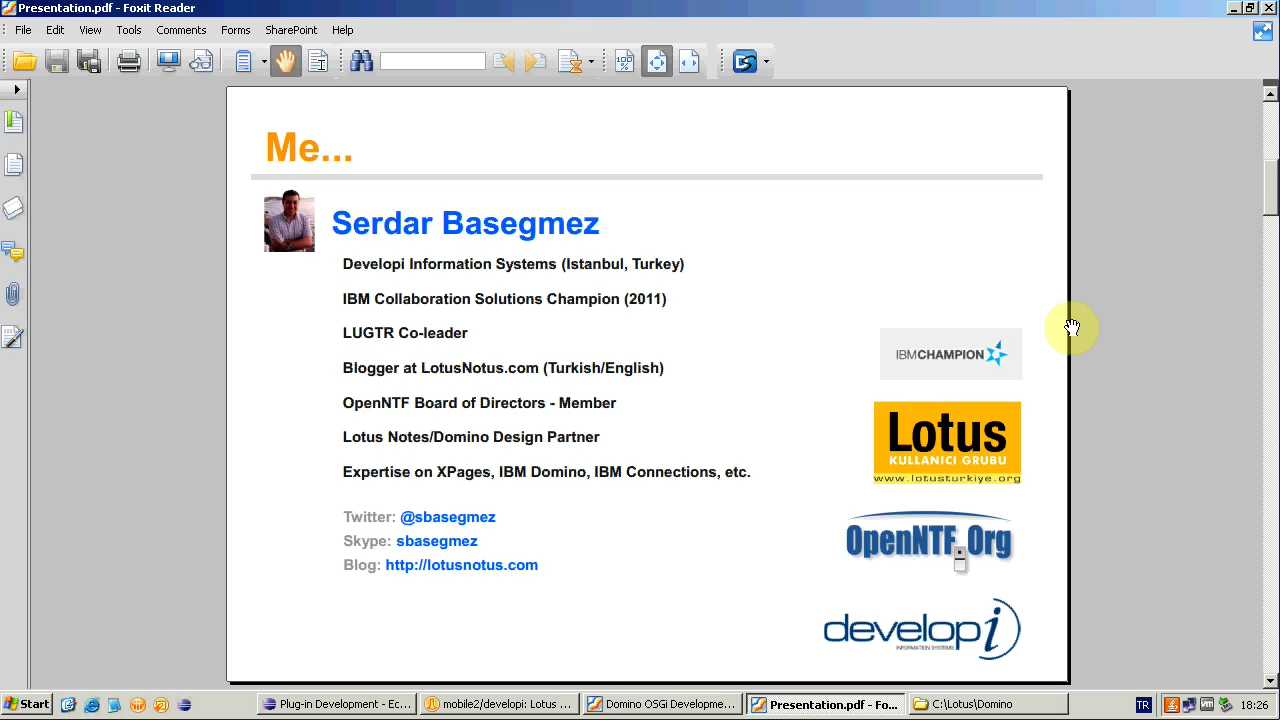 Presentation.pdf - Foxit Reader
File Edit View Tools Comments Forms SharePoint Help
Me...
Serdar Basegmez
Developi Information Systems (Istanbul, Turkey)
IBM Collaboration Solutions Champion (2011)
LUGTR Co-leader
Blogger at LotusNotus.com (Turkish/English)
OpenNTF Board of Directors - Member
Lotus Notes/Domino Design Partner
Expertise on XPages, IBM Domino, IBM Connections, etc.
Twitter: @sbasegmez
Skype: sbasegmez
Blog: http://lotusnotus.com
IBMCHAMPION
Lotus
KULLANICI GRUBU
www.lotusturkiye.org
OpenNTF.Org
developi
INFORMATION SYSTEMS
Start Plug-in Development - Ec... mobile2/developi: Lotus ... Domino OSGi Developme... Presentation.pdf - Fo... C:\Lotus\Domino TR 18:26